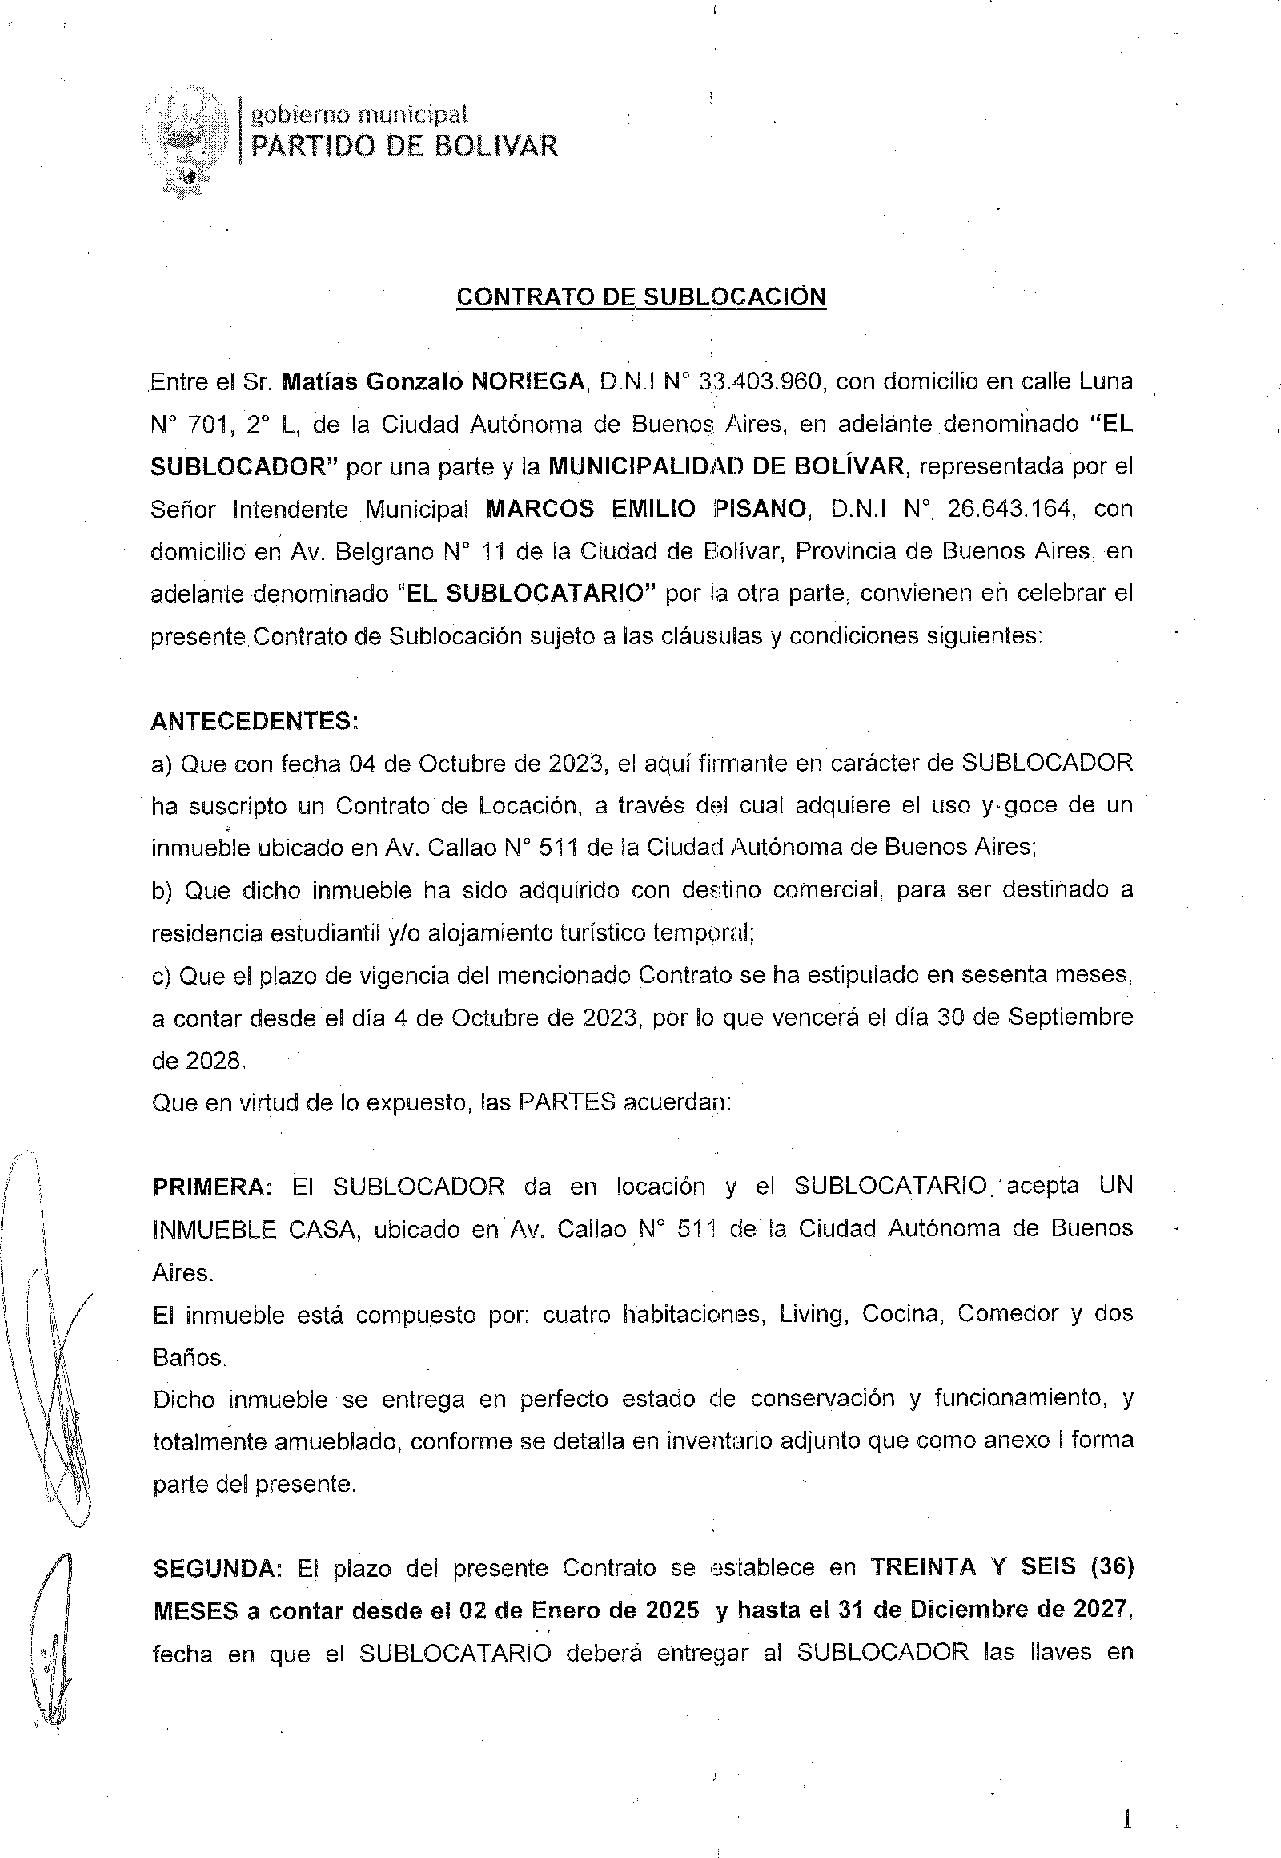 gobierno municipal
PARTIDO DE BOLIVAR
CONTRATO DE SUBLOCACIÓN
Entre el Sr. Matías Gonzalo NORIEGA, D.N.I N° 33.403.960, con domicilio en calle Luna
N° 701, 2° L, de la Ciudad Autónoma de Buenos Aires, en adelante denominado “EL
SUBLOCADOR” por una parte y la MUNICIPALIDAD DE BOLÍVAR, representada por el
Señor Intendente Municipal MARCOS EMILIO PISANO, D.N.I N° 26.643.164, con
domicilio en Av. Belgrano N° 11 de la Ciudad de Bolívar, Provincia de Buenos Aires, en
adelante denominado “EL SUBLOCATARIO” por la otra parte, convienen en celebrar el
presente Contrato de Sublocación sujeto a las cláusulas y condiciones siguientes:
ANTECEDENTES:
a) Que con fecha 04 de Octubre de 2023, el aquí firmante en carácter de SUBLOCADOR
ha suscripto un Contrato de Locación, a través del cual adquiere el uso y goce de un
inmueble ubicado en Av. Callao N° 511 de la Ciudad Autónoma de Buenos Aires;
b) Que dicho inmueble ha sido adquirido con destino comercial, para ser destinado a
residencia estudiantil y/o alojamiento turístico temporal;
c) Que el plazo de vigencia del mencionado Contrato se ha estipulado en sesenta meses,
a contar desde el día 4 de Octubre de 2023, por lo que vencerá el día 30 de Septiembre
de 2028.
Que en virtud de lo expuesto, las PARTES acuerdan:
PRIMERA: El SUBLOCADOR da en locación y el SUBLOCATARIO acepta UN
INMUEBLE CASA, ubicado en Av. Callao N° 511 de la Ciudad Autónoma de Buenos
Aires.
El inmueble está compuesto por: cuatro habitaciones, Living, Cocina, Comedor y dos
Baños.
Dicho inmueble se entrega en perfecto estado de conservación y funcionamiento, y
totalmente amueblado, conforme se detalla en inventario adjunto que como anexo I forma
parte del presente.
SEGUNDA: El plazo del presente Contrato se establece en TREINTA Y SEIS (36)
MESES a contar desde el 02 de Enero de 2025 y hasta el 31 de Diciembre de 2027,
fecha en que el SUBLOCATARIO deberá entregar al SUBLOCADOR las llaves en
1